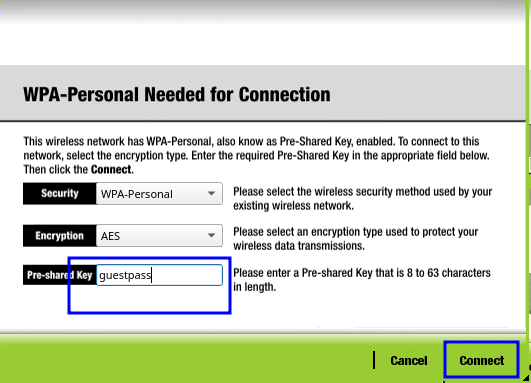 WPA-Personal Needed for Connection
This wireless network has WPA-Personal, also know as Pre-Shared Key, enabled. To connect to this
network, select the encryption type. Enter the required Pre-Shared Key in the appropriate field below.
Then click the Connect.
Security WPA-Personal Please select the wireless security method used by your
existing wireless network.
Encryption AES Please select an encryption type used to protect your
wireless data transmissions.
Pre-shared Key guestpass Please enter a Pre-shared Key that is 8 to 63 characters
in length.
Cancel Connect